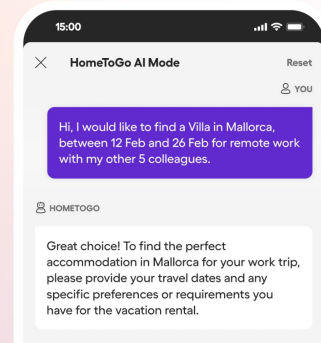 15:00
HomeToGo AI Mode
Reset
YOU
Hi, I would like to find a Villa in Mallorca,
between 12 Feb and 26 Feb for remote work
with my other 5 colleagues.
HOMETOGO
Great choice! To find the perfect
accommodation in Mallorca for your work trip,
please provide your travel dates and any
specific preferences or requirements you
have for the vacation rental.